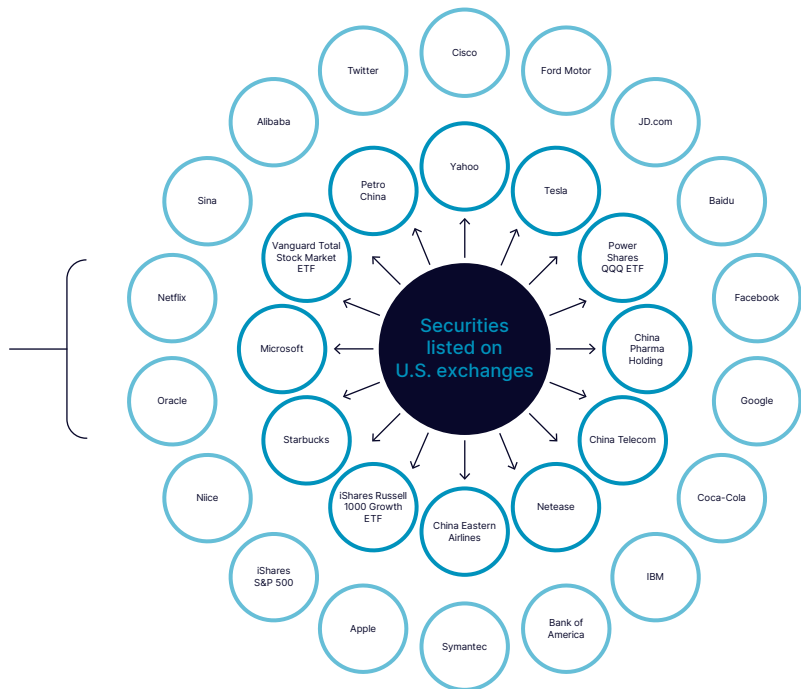 Cisco
Twitter
Ford Motor
Alibaba
JD.com
Yahoo
Petro
China
Tesla
Sina
Baidu
Vanguard Total
Stock Market
ETF
Power
Shares
QQQ ETF
Netflix
Facebook
Securities
listed on
U.S. exchanges
Microsoft
China
Pharma
Holding
Oracle
Google
Starbucks
China Telecom
Niice
iShares Russell
1000 Growth
ETF
China Eastern
Airlines
Netease
Coca-Cola
iShares
S&P 500
IBM
Apple
Symantec
Bank of
America